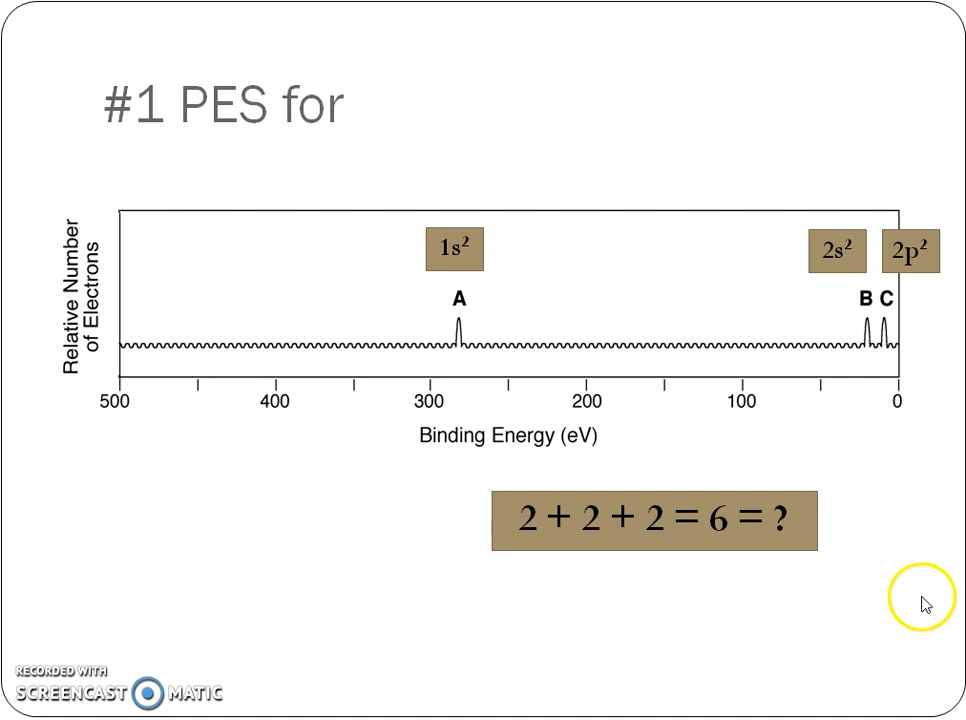 #1 PES for
Relative Number
of Electrons
1s²
2s²
2p²
A
B C
500 400 300 200 100 0
Binding Energy (eV)
2 + 2 + 2 = 6 = ?
RECORDED WITH
SCREENCAST MATIC